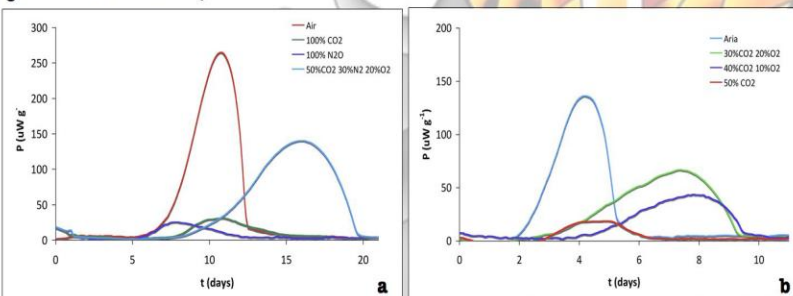 300
250
200
150
100
50
0
P (uW g-
0 5 10 15 20
t (days)
Air
100% CO2
100% N2O
50%CO2 30%N2 20%O2
a
200
150
100
50
0
P (uW g-1)
0 2 4 6 8 10
t (days)
Aria
30%CO2 20%O2
40%CO2 10%O2
50% CO2
b